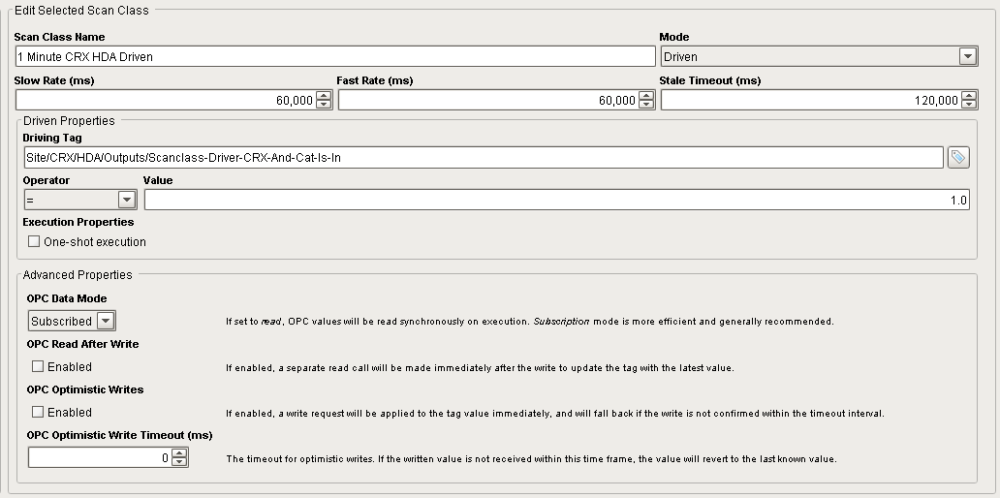 Edit Selected Scan Class
Scan Class Name
Mode
1 Minute CRX HDA Driven
Driven
Slow Rate (ms)
Fast Rate (ms)
Stale Timeout (ms)
60,000
60,000
120,000
Driven Properties
Driving Tag
Site/CRX/HDA/Outputs/Scanclass-Driver-CRX-And-Cat-Is-In
Operator
Value
=
1.0
Execution Properties
One-shot execution
Advanced Properties
OPC Data Mode
Subscribed
If set to read, OPC values will be read synchronously on execution. Subscription mode is more efficient and generally recommended.
OPC Read After Write
Enabled
If enabled, a separate read call will be made immediately after the write to update the tag with the latest value.
OPC Optimistic Writes
Enabled
If enabled, a write request will be applied to the tag value immediately, and will fall back if the write is not confirmed within the timeout interval.
OPC Optimistic Write Timeout (ms)
0
The timeout for optimistic writes. If the written value is not received within this time frame, the value will revert to the last known value.